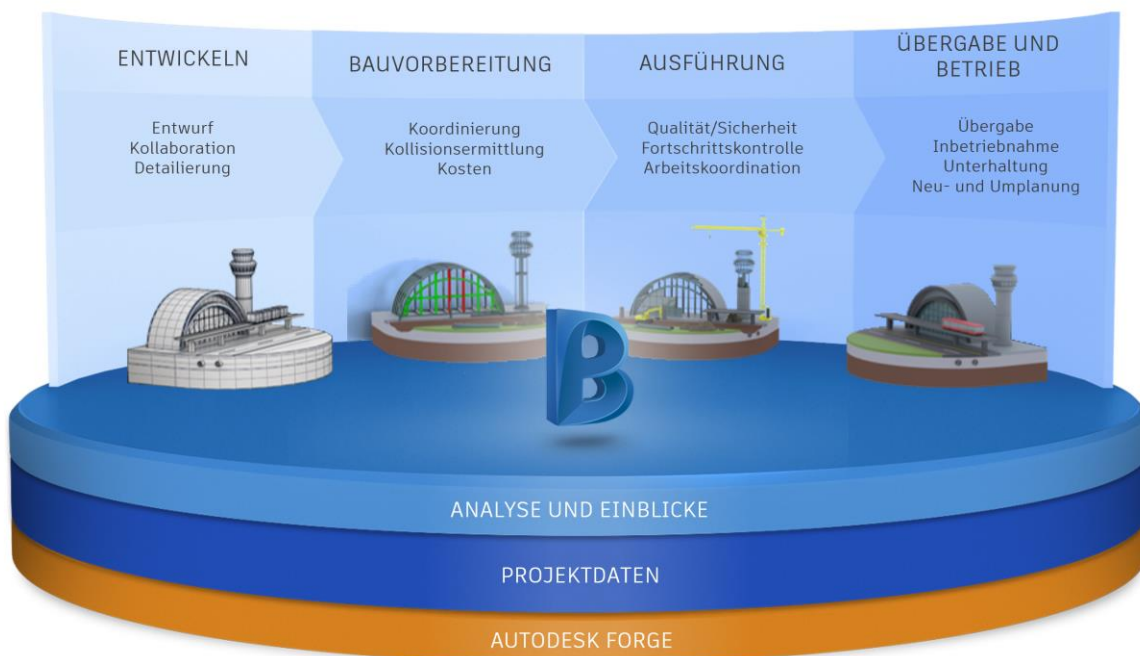 ENTWICKELN
Entwurf
Kollaboration
Detailierung
BAUVORBEREITUNG
Koordinierung
Kollisionsermittlung
Kosten
AUSFÜHRUNG
Qualität/Sicherheit
Fortschrittskontrolle
Arbeitskoordination
ÜBERGABE UND
BETRIEB
Übergabe
Inbetriebnahme
Unterhaltung
Neu- und Umplanung
B
ANALYSE UND EINBLICKE
PROJEKTDATEN
AUTODESK FORGE